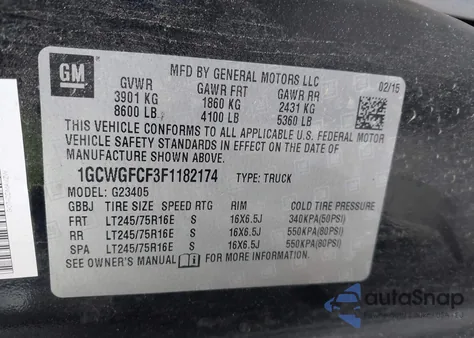 GM
MFD BY GENERAL MOTORS LLC
02/15
GVWR GAWR FRT GAWR RR
3901 KG 1860 KG 2431 KG
8600 LB 4100 LB 5360 LB
THIS VEHICLE CONFORMS TO ALL APPLICABLE U.S. FEDERAL MOTOR
VEHICLE SAFETY STANDARDS IN EFFECT ON THE DATE OF
MANUFACTURE SHOWN ABOVE.
1GCWGFCF3F1182174 TYPE: TRUCK
MODEL: G23405
GBBJ TIRE SIZE SPEED RTG RIM COLD TIRE PRESSURE
FRT LT245/75R16E S 16X6.5J 340KPA(50PSI)
RR LT245/75R16E S 16X6.5J 550KPA(80PSI)
SPA LT245/75R16E S 16X6.5J 550KPA(80PSI)
SEE OWNER'S MANUAL FOR MORE INFORMATION.
autoSnap